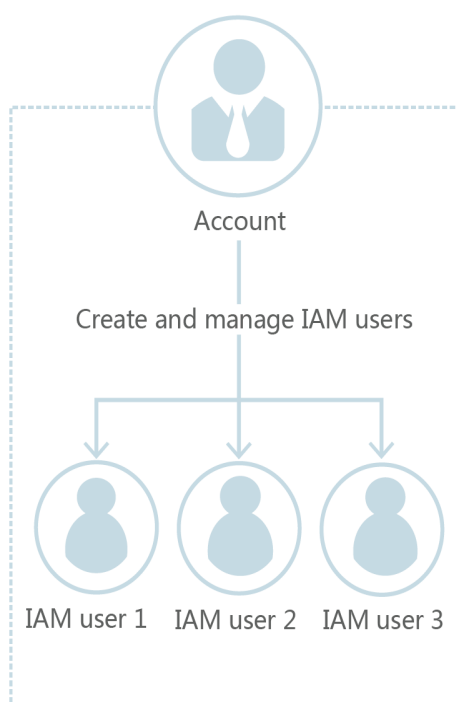 Account
Create and manage IAM users
IAM user 1
IAM user 2
IAM user 3